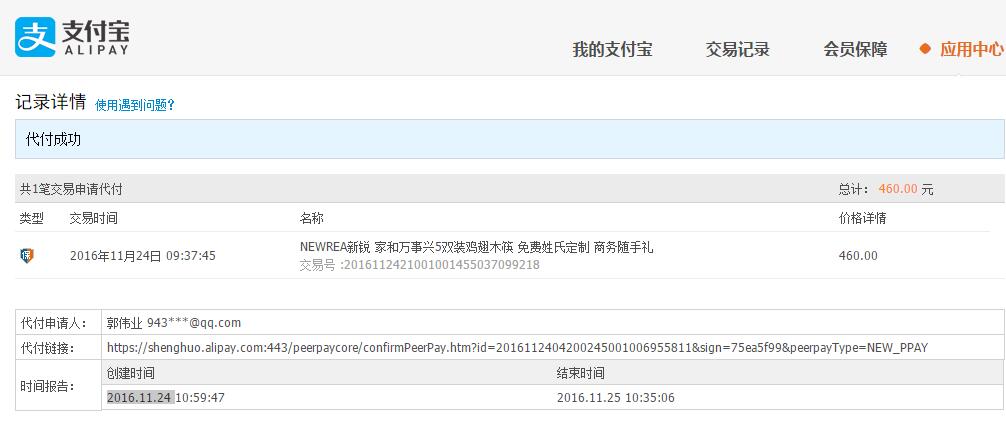 支 支付宝
ALIPAY
我的支付宝 交易记录 会员保障 应用中心
记录详情 使用遇到问题?
代付成功
共1笔交易申请代付 总计: 460.00 元
类型 交易时间 名称 价格详情
保 2016年11月24日 09:37:45 NEWREA新锐 家和万事兴5双装鸡翅木筷 免费姓氏定制 商务随手礼 460.00
交易号 :2016112421001001455037099218
代付申请人: 郭伟业 943***@qq.com
代付链接: https://shenghuo.alipay.com:443/peerpaycore/confirmPeerPay.htm?id=2016112404200245001006955811&sign=75ea5f99&peerpayType=NEW_PPAY
时间报告: 创建时间 结束时间
2016.11.24 10:59:47 2016.11.25 10:35:06